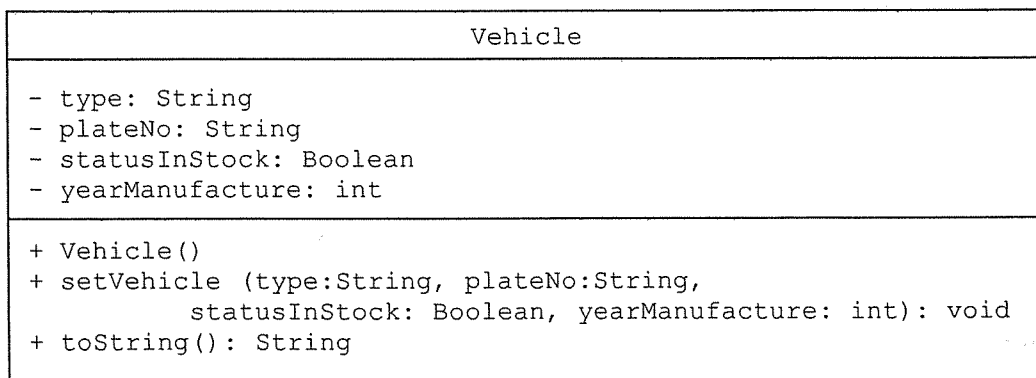 Vehicle
- type: String
- plateNo: String
- statusInStock: Boolean
- yearManufacture: int
+ Vehicle()
+ setVehicle (type:String, plateNo:String,
statusInStock: Boolean, yearManufacture: int): void
+ toString(): String